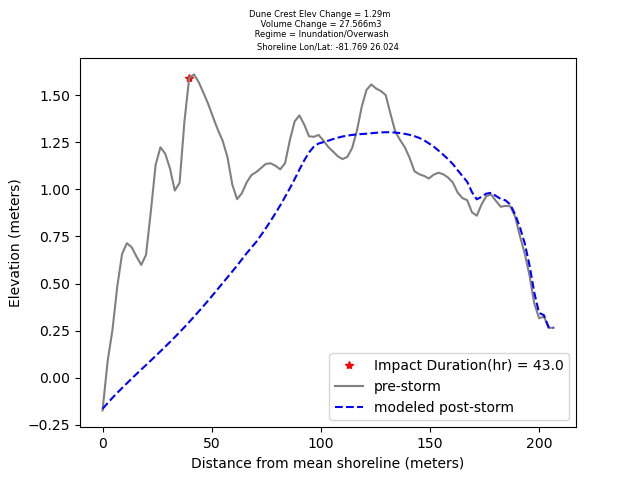 Dune Crest Elev Change = 1.29m
Volume Change = 27.566m3
Regime = Inundation/Overwash
Shoreline Lon/Lat: -81.769 26.024
1.50
1.25
1.00
0.75
0.50
0.25
0.00
−0.25
Elevation (meters)
Impact Duration(hr) = 43.0
pre-storm
modeled post-storm
0 50 100 150 200
Distance from mean shoreline (meters)